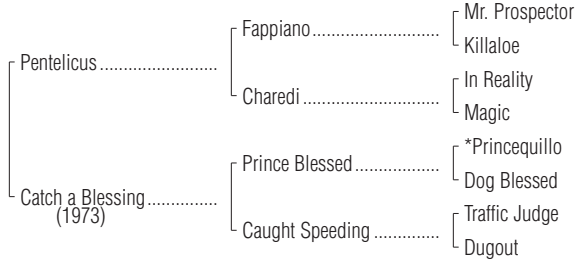 Mr. Prospector
Fappiano
Killaloe
Pentelicus
In Reality
Charedi
Magic
*Princequillo
Prince Blessed
Dog Blessed
Catch a Blessing
(1973)
Traffic Judge
Caught Speeding
Dugout